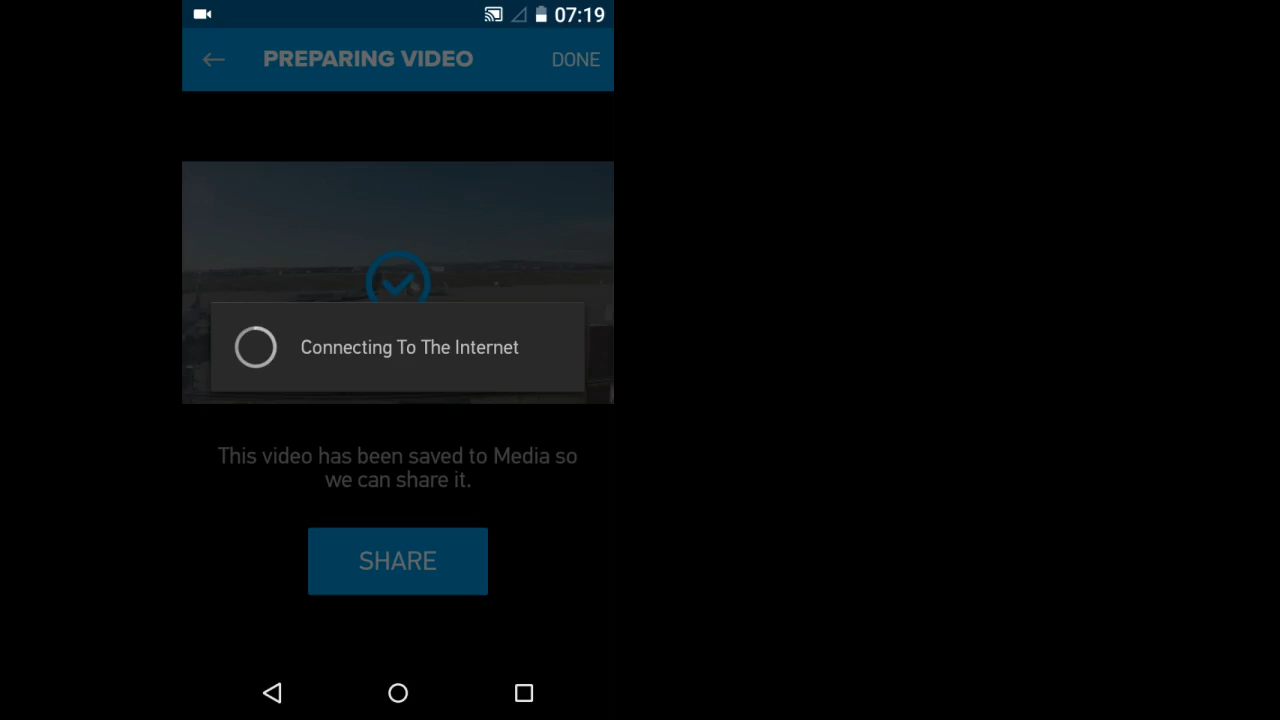 07:19
PREPARING VIDEO
DONE
Connecting To The Internet
This video has been saved to Media so
we can share it.
SHARE